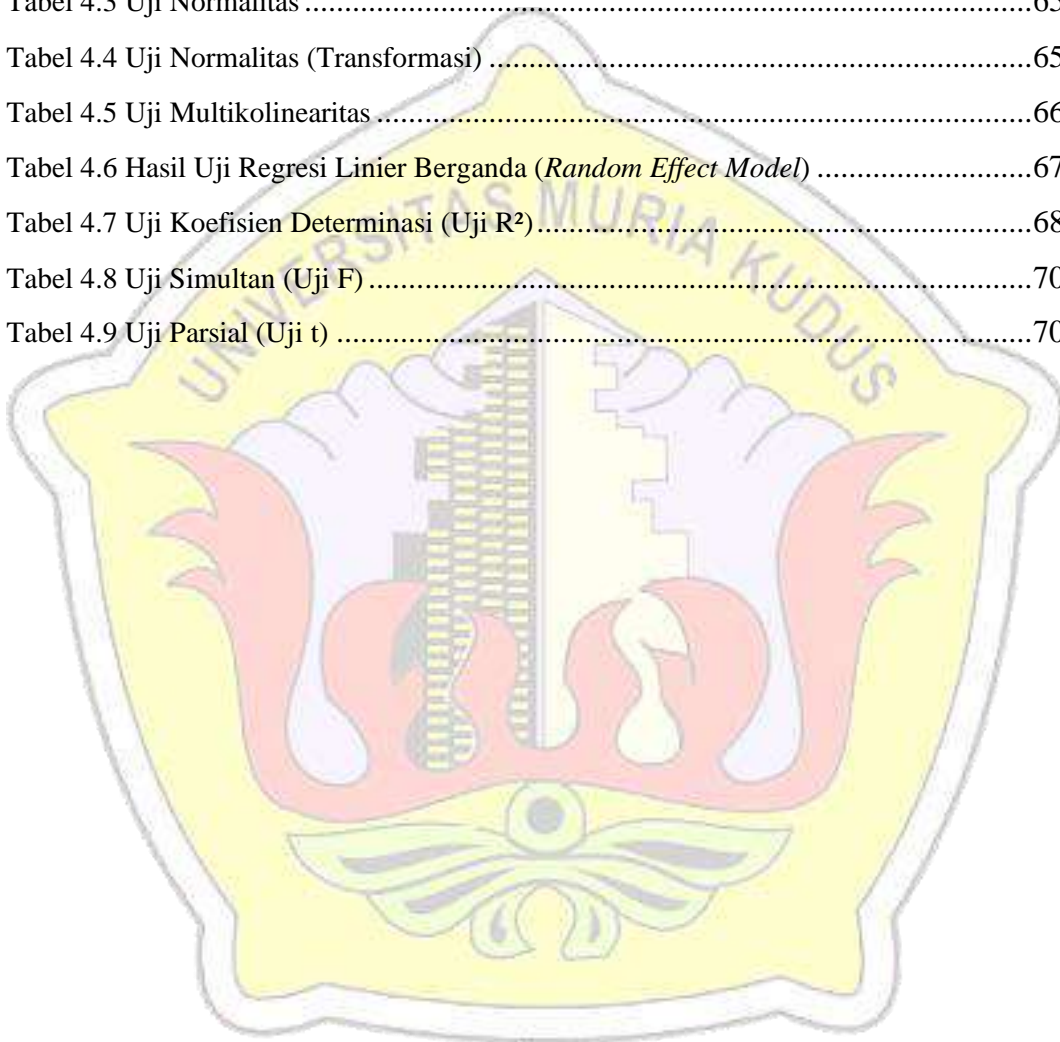 Tabel 4.3 Uji Normalitas ........................................................................................... 63
Tabel 4.4 Uji Normalitas (Transformasi) ................................................................... 65
Tabel 4.5 Uji Multikolinearitas ................................................................................. 66
Tabel 4.6 Hasil Uji Regresi Linier Berganda (Random Effect Model) ...................... 67
Tabel 4.7 Uji Koefisien Determinasi (Uji R²) ............................................................ 68
Tabel 4.8 Uji Simultan (Uji F) ................................................................................... 70
Tabel 4.9 Uji Parsial (Uji t) ....................................................................................... 70
UNIVERSITAS MURIA KUDUS